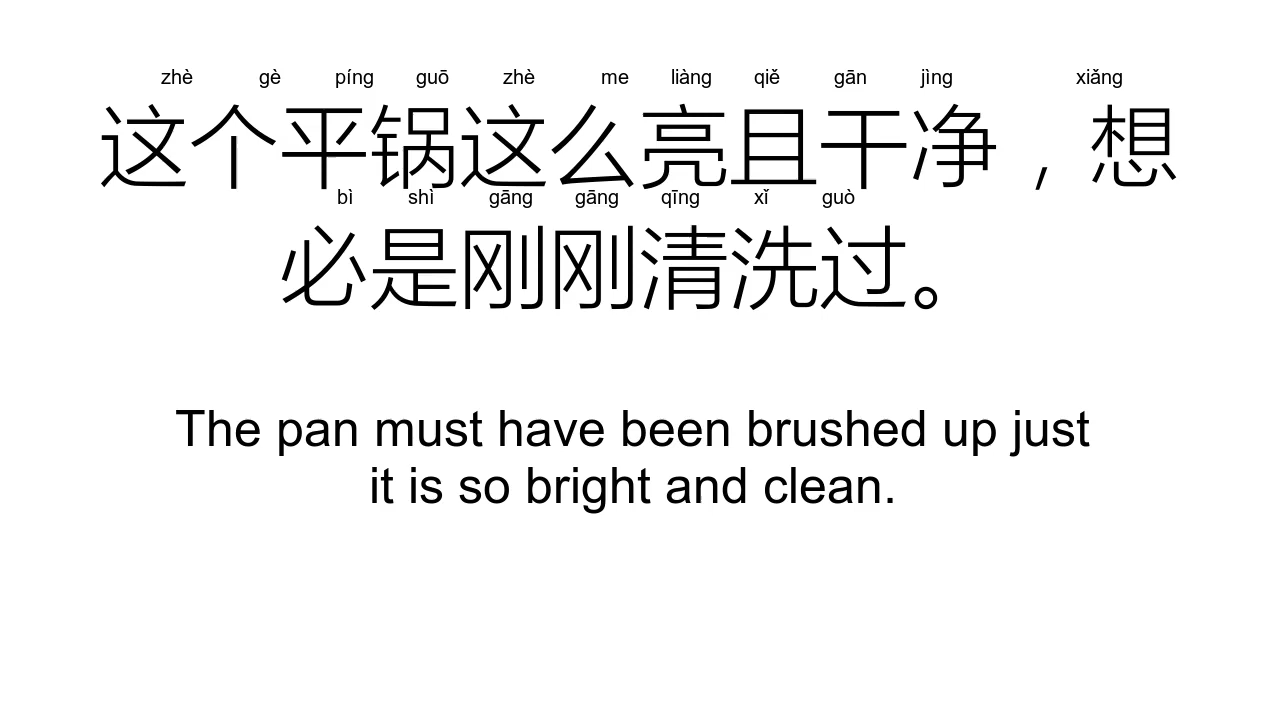 zhè gè píng guō zhè me liàng qiě gān jìng xiǎng
这个平锅这么亮且干净，想
bì shì gāng gāng qīng xǐ guò
必是刚刚清洗过。
The pan must have been brushed up just
it is so bright and clean.